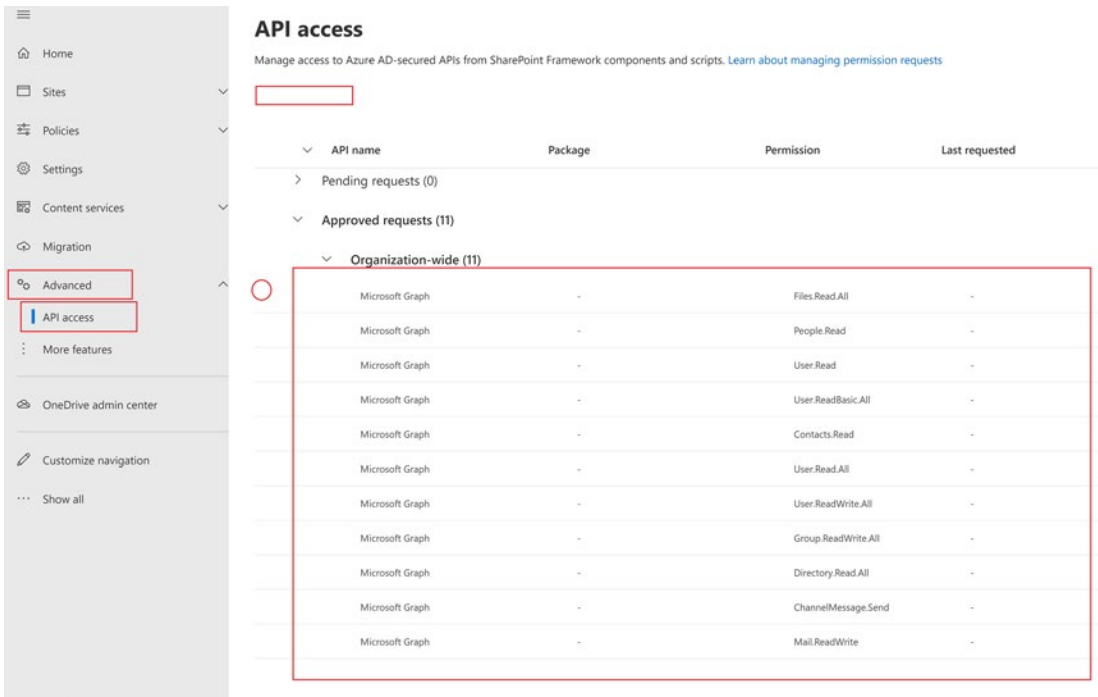 API access
Manage access to Azure AD-secured APIs from SharePoint Framework components and scripts. Learn about managing permission requests
Home
Sites
Policies
Settings
Content services
Migration
Advanced
API access
More features
OneDrive admin center
Customize navigation
Show all
API name Package Permission Last requested
Pending requests (0)
Approved requests (11)
Organization-wide (11)
Microsoft Graph - Files.Read.All -
Microsoft Graph - People.Read -
Microsoft Graph - User.Read -
Microsoft Graph - User.ReadBasic.All -
Microsoft Graph - Contacts.Read -
Microsoft Graph - User.Read.All -
Microsoft Graph - User.ReadWrite.All -
Microsoft Graph - Group.ReadWrite.All -
Microsoft Graph - Directory.Read.All -
Microsoft Graph - ChannelMessage.Send -
Microsoft Graph - Mail.ReadWrite -